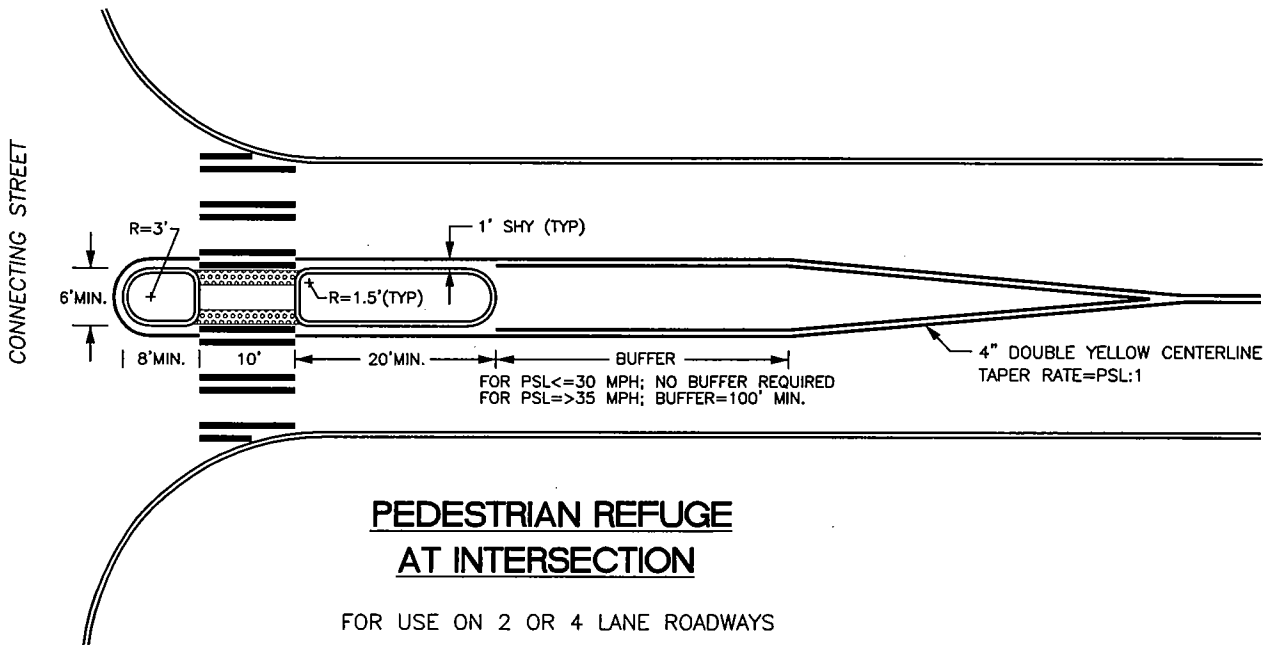 CONNECTING STREET
R=3'
1' SHY (TYP)
6'MIN.
R=1.5'(TYP)
8'MIN.
10'
20'MIN.
BUFFER
FOR PSL<=30 MPH; NO BUFFER REQUIRED
FOR PSL=>35 MPH; BUFFER=100' MIN.
4" DOUBLE YELLOW CENTERLINE
TAPER RATE=PSL:1
PEDESTRIAN REFUGE
AT INTERSECTION
FOR USE ON 2 OR 4 LANE ROADWAYS